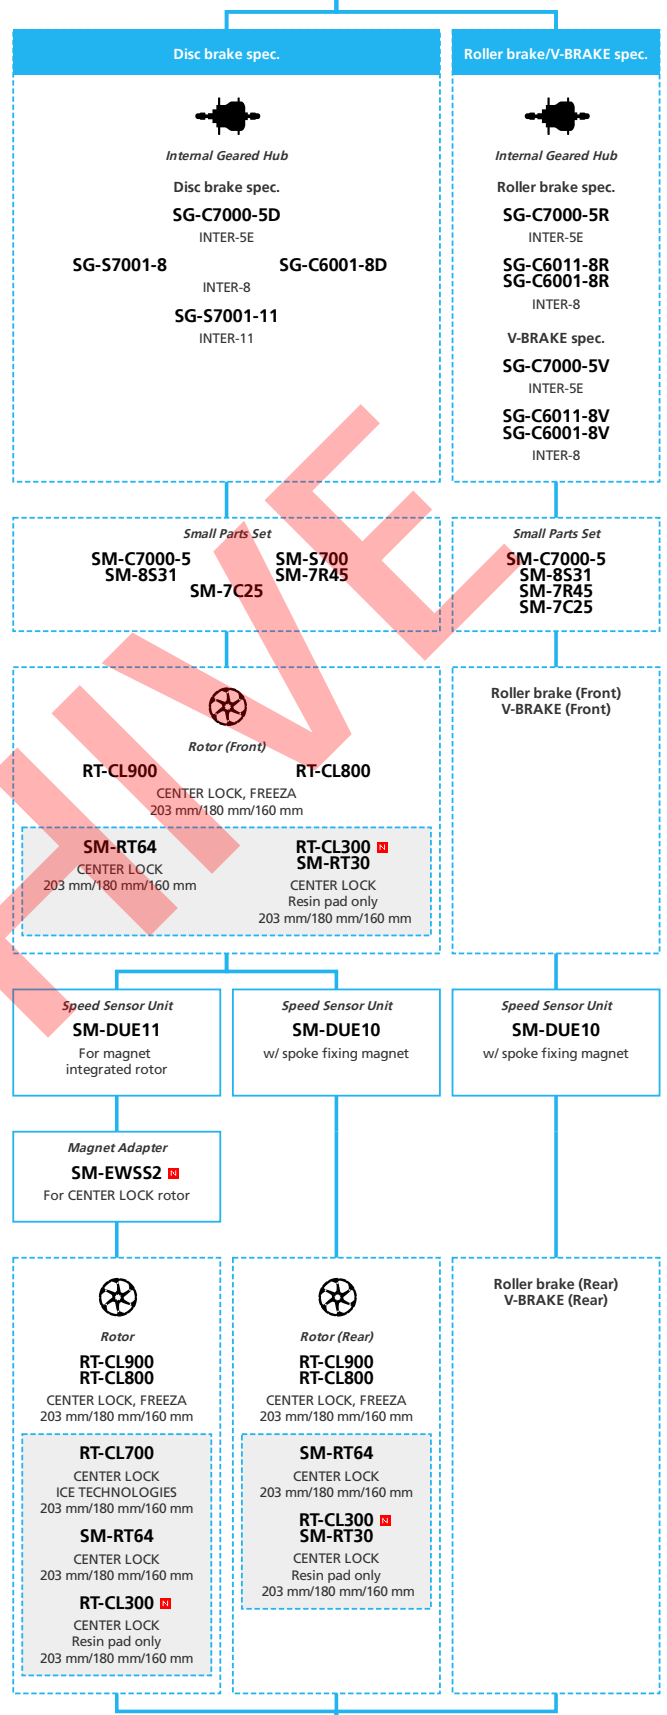 Disc brake spec.
Internal Geared Hub
Disc brake spec.
SG-C7000-5D
INTER-5E
SG-S7001-8 SG-C6001-8D
INTER-8
SG-S7001-11
INTER-11
Roller brake/V-BRAKE spec.
Internal Geared Hub
Roller brake spec.
SG-C7000-5R
INTER-5E
SG-C6011-8R
SG-C6001-8R
INTER-8
V-BRAKE spec.
SG-C7000-5V
INTER-5E
SG-C6011-8V
SG-C6001-8V
INTER-8
Small Parts Set
SM-C7000-5 SM-S700
SM-8S31 SM-7R45
SM-7C25
Small Parts Set
SM-C7000-5
SM-8S31
SM-7R45
SM-7C25
Rotor (Front)
RT-CL900 RT-CL800
CENTER LOCK, FREEZA
203 mm/180 mm/160 mm
SM-RT64
CENTER LOCK
203 mm/180 mm/160 mm
RT-CL300 N
SM-RT30
CENTER LOCK
Resin pad only
203 mm/180 mm/160 mm
Roller brake (Front)
V-BRAKE (Front)
Speed Sensor Unit
SM-DUE11
For magnet
integrated rotor
Speed Sensor Unit
SM-DUE10
w/ spoke fixing magnet
Speed Sensor Unit
SM-DUE10
w/ spoke fixing magnet
Magnet Adapter
SM-EWSS2 N
For CENTER LOCK rotor
Rotor
RT-CL900
RT-CL800
CENTER LOCK, FREEZA
203 mm/180 mm/160 mm
RT-CL700
CENTER LOCK
ICE TECHNOLOGIES
203 mm/180 mm/160 mm
SM-RT64
CENTER LOCK
203 mm/180 mm/160 mm
RT-CL300 N
CENTER LOCK
Resin pad only
203 mm/180 mm/160 mm
Rotor (Rear)
RT-CL900
RT-CL800
CENTER LOCK, FREEZA
203 mm/180 mm/160 mm
SM-RT64
CENTER LOCK
203 mm/180 mm/160 mm
RT-CL300 N
SM-RT30
CENTER LOCK
Resin pad only
203 mm/180 mm/160 mm
Roller brake (Rear)
V-BRAKE (Rear)
HIVE